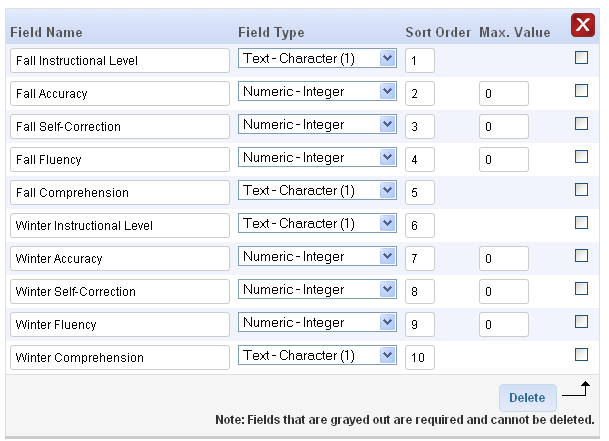 Field Name Field Type Sort Order Max. Value
Fall Instructional Level Text - Character (1) 1
Fall Accuracy Numeric - Integer 2 0
Fall Self-Correction Numeric - Integer 3 0
Fall Fluency Numeric - Integer 4 0
Fall Comprehension Text - Character (1) 5
Winter Instructional Level Text - Character (1) 6
Winter Accuracy Numeric - Integer 7 0
Winter Self-Correction Numeric - Integer 8 0
Winter Fluency Numeric - Integer 9 0
Winter Comprehension Text - Character (1) 10
Delete
Note: Fields that are grayed out are required and cannot be deleted.